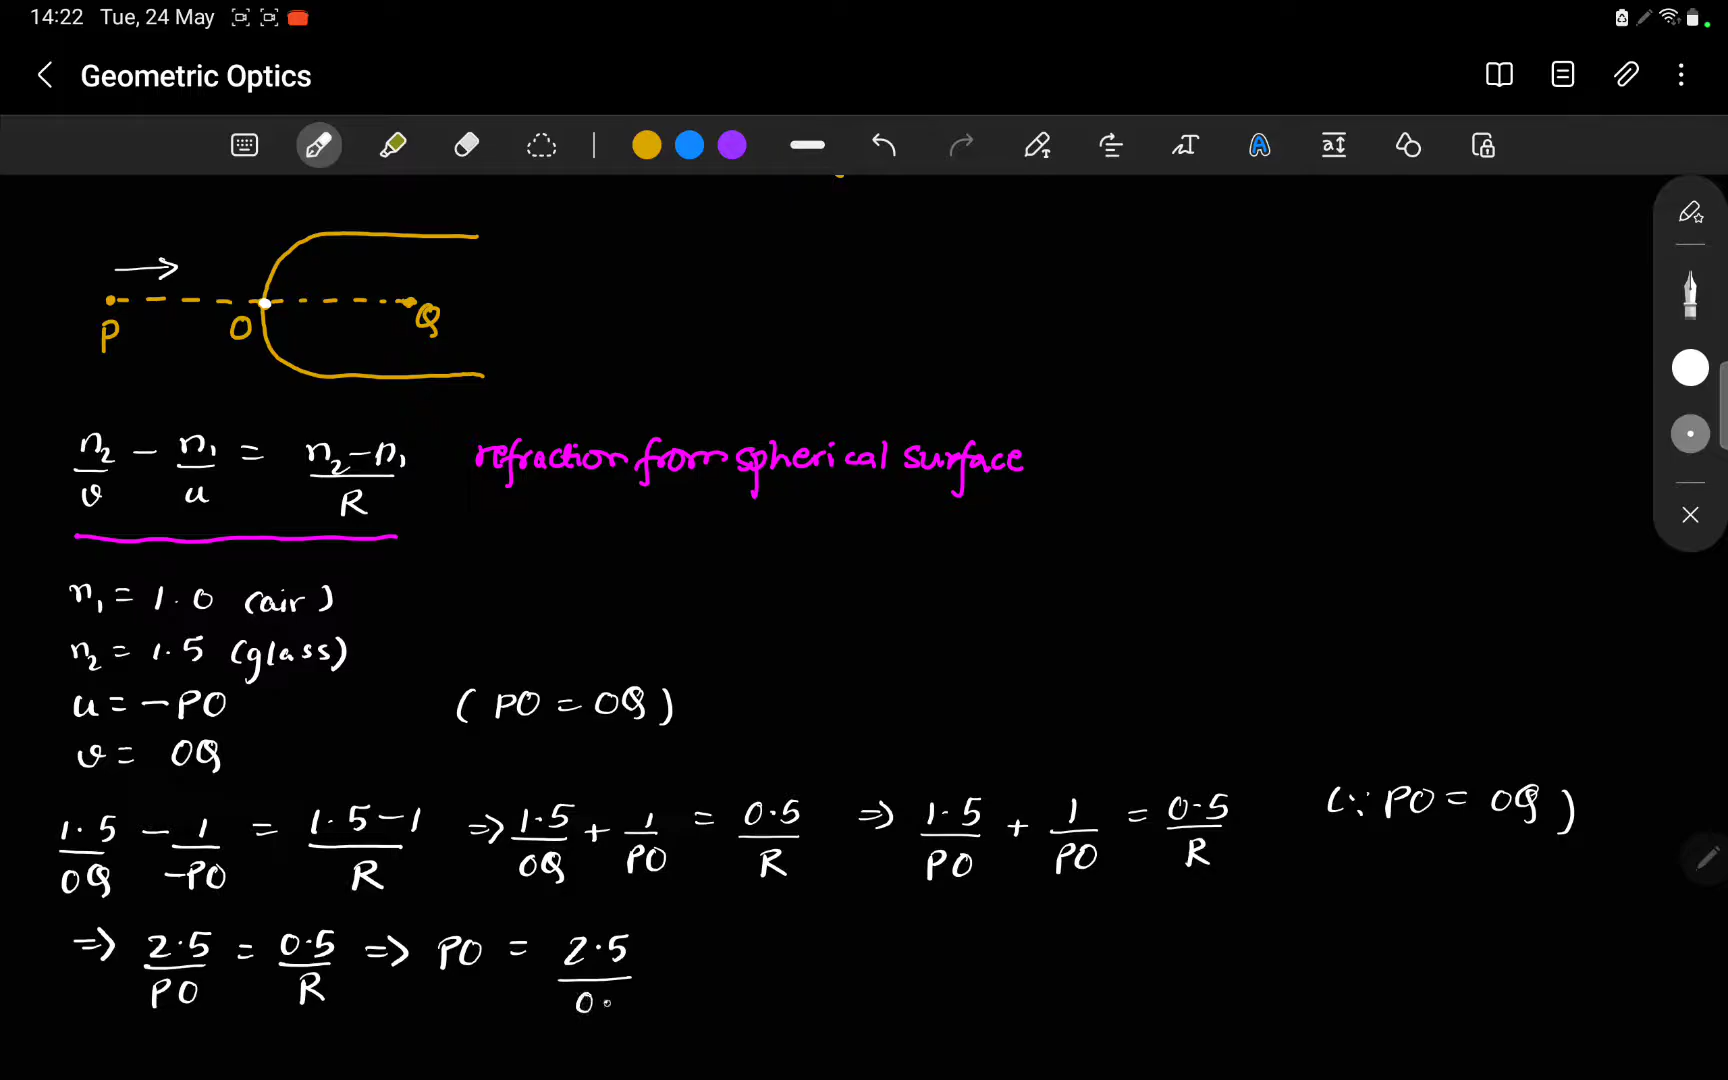 14:22 Tue, 24 May
Geometric Optics
P O Q
n₂/v - n₁/u = (n₂-n₁)/R refraction from spherical surface
n₁ = 1.0 (air)
n₂ = 1.5 (glass)
u = -PO (PO = OQ)
v = OQ
1.5/OQ - 1/-PO = (1.5-1)/R => 1.5/OQ + 1/PO = 0.5/R => 1.5/PO + 1/PO = 0.5/R (∵ PO = OQ)
=> 2.5/PO = 0.5/R => PO = 2.5/0.